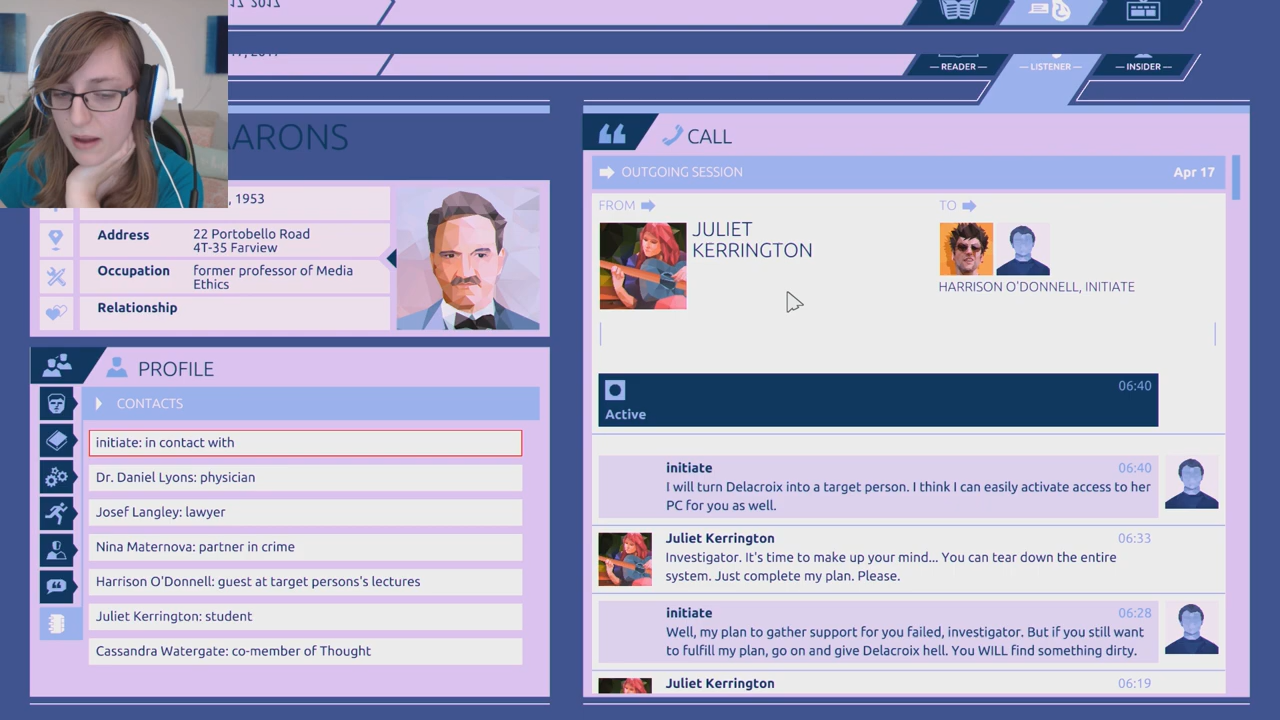 17, 2017
17, 2017
— READER —
— LISTENER —
— INSIDER —
AARONS
, 1953
Address
22 Portobello Road
4T-35 Farview
Occupation
former professor of Media
Ethics
Relationship
PROFILE
CONTACTS
initiate: in contact with
Dr. Daniel Lyons: physician
Josef Langley: lawyer
Nina Maternova: partner in crime
Harrison O'Donnell: guest at target persons's lectures
Juliet Kerrington: student
Cassandra Watergate: co-member of Thought
CALL
OUTGOING SESSION
Apr 17
FROM
TO
JULIET
KERRINGTON
HARRISON O'DONNELL, INITIATE
06:40
Active
initiate
06:40
I will turn Delacroix into a target person. I think I can easily activate access to her
PC for you as well.
Juliet Kerrington
06:33
Investigator. It's time to make up your mind... You can tear down the entire
system. Just complete my plan. Please.
initiate
06:28
Well, my plan to gather support for you failed, investigator. But if you still want
to fulfill my plan, go on and give Delacroix hell. You WILL find something dirty.
Juliet Kerrington
06:19